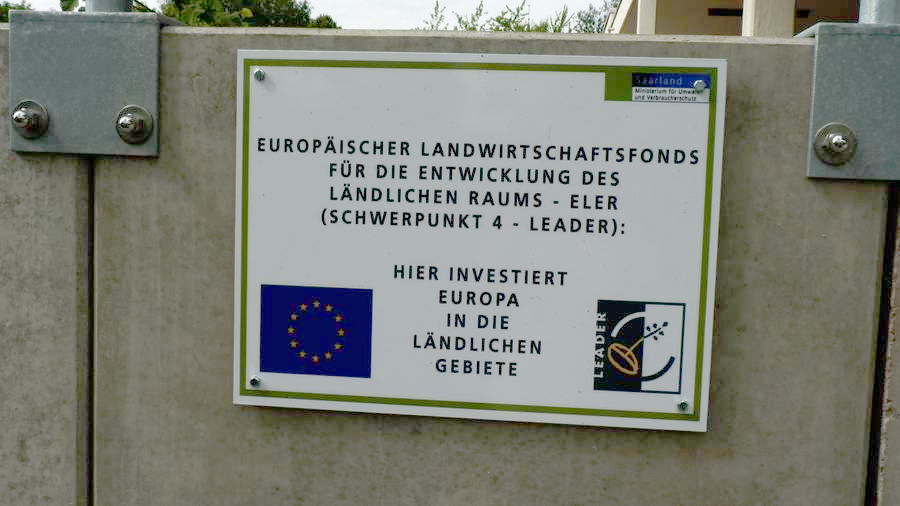 Saarland
Ministerium für Umwelt
und Verbraucherschutz
EUROPÄISCHER LANDWIRTSCHAFTSFONDS
FÜR DIE ENTWICKLUNG DES
LÄNDLICHEN RAUMS - ELER
(SCHWERPUNKT 4 - LEADER):
HIER INVESTIERT
EUROPA
IN DIE
LÄNDLICHEN
GEBIETE
LEADER